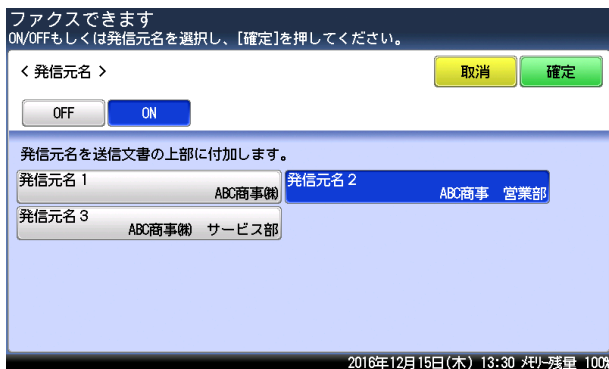 ファクスできます
ON/OFFもしくは発信元名を選択し、[確定]を押してください。
< 発信元名 > 取消 確定
OFF ON
発信元名を送信文書の上部に付加します。
発信元名 1 発信元名 2
ABC商事㈱ ABC商事 営業部
発信元名 3
ABC商事㈱ サービス部
2016年12月15日(木) 13:30 ﾒﾓﾘｰ残量 100%